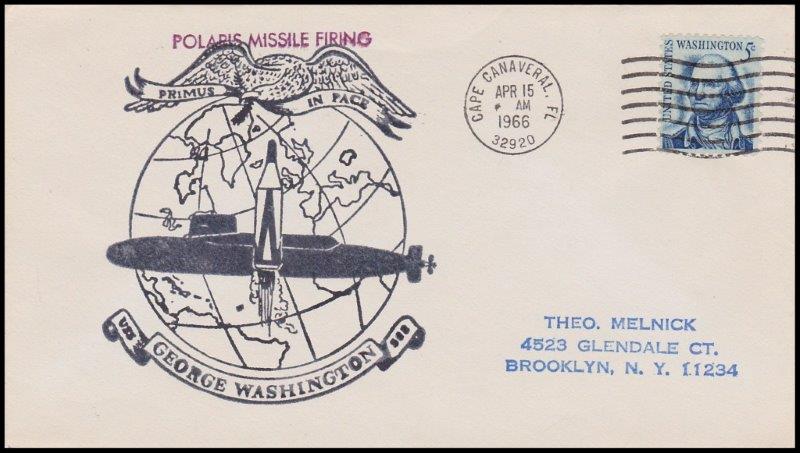 POLARIS MISSILE FIRING
PRIMUS IN PACE
USS GEORGE WASHINGTON 598
CAPE CANAVERAL, FL
APR 15
AM
1966
32920
UNITED STATES
WASHINGTON 5c
THEO. MELNICK
4523 GLENDALE CT.
BROOKLYN, N. Y. 11234